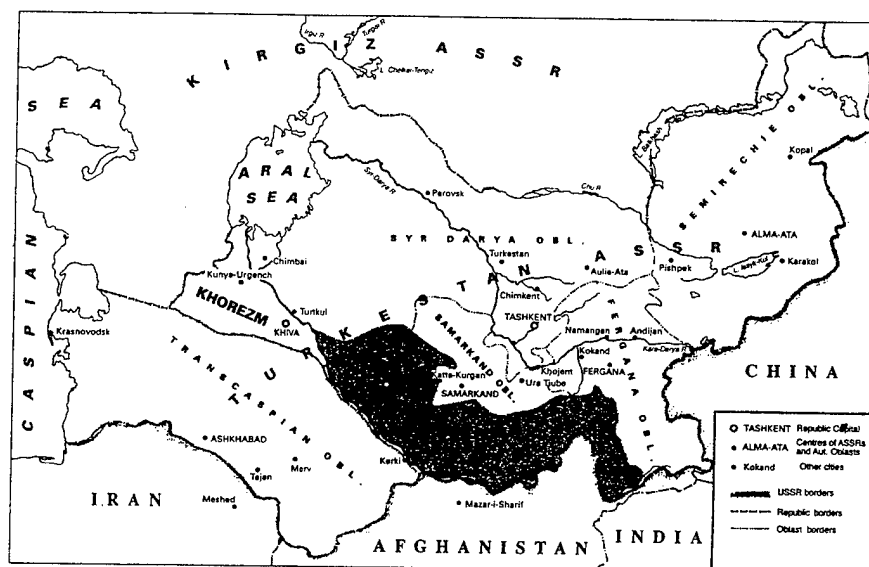 Irgiz R
Turgai R
L. Chelkar-Tengiz
KIRGIZ ASSR
SEA
CASPIAN
ARAL
SEA
Syr Darya R
Perovsk
Chu R
L. Balkhash
SEMIRECHIE OBL.
Kopal
ALMA-ATA
Karakol
L. Issyk-Kul
Pishpek
SYR DARYA OBL.
TURKESTAN ASSR
Turkestan
Aulie-Ata
Chimkent
TASHKENT
Chimbai
Kunya-Urgench
KHOREZM
KHIVA
Turtkul
Krasnovodsk
TRANSCASPIAN OBL.
SAMARKAND OBL.
Katta-Kurgan
SAMARKAND
Ura Tjube
Khojent
Namangan
Andijan
Kokand
FERGANA
FERGANA OBL.
Kara-Darya R
ASHKHABAD
Tejen
Merv
Kerki
Meshed
Mazar-i-Sharif
IRAN
AFGHANISTAN
INDIA
CHINA
TASHKENT Republic Capital
ALMA-ATA Centres of ASSRs
and Aut. Oblasts
Kokand Other cities
USSR borders
Republic borders
Oblast borders